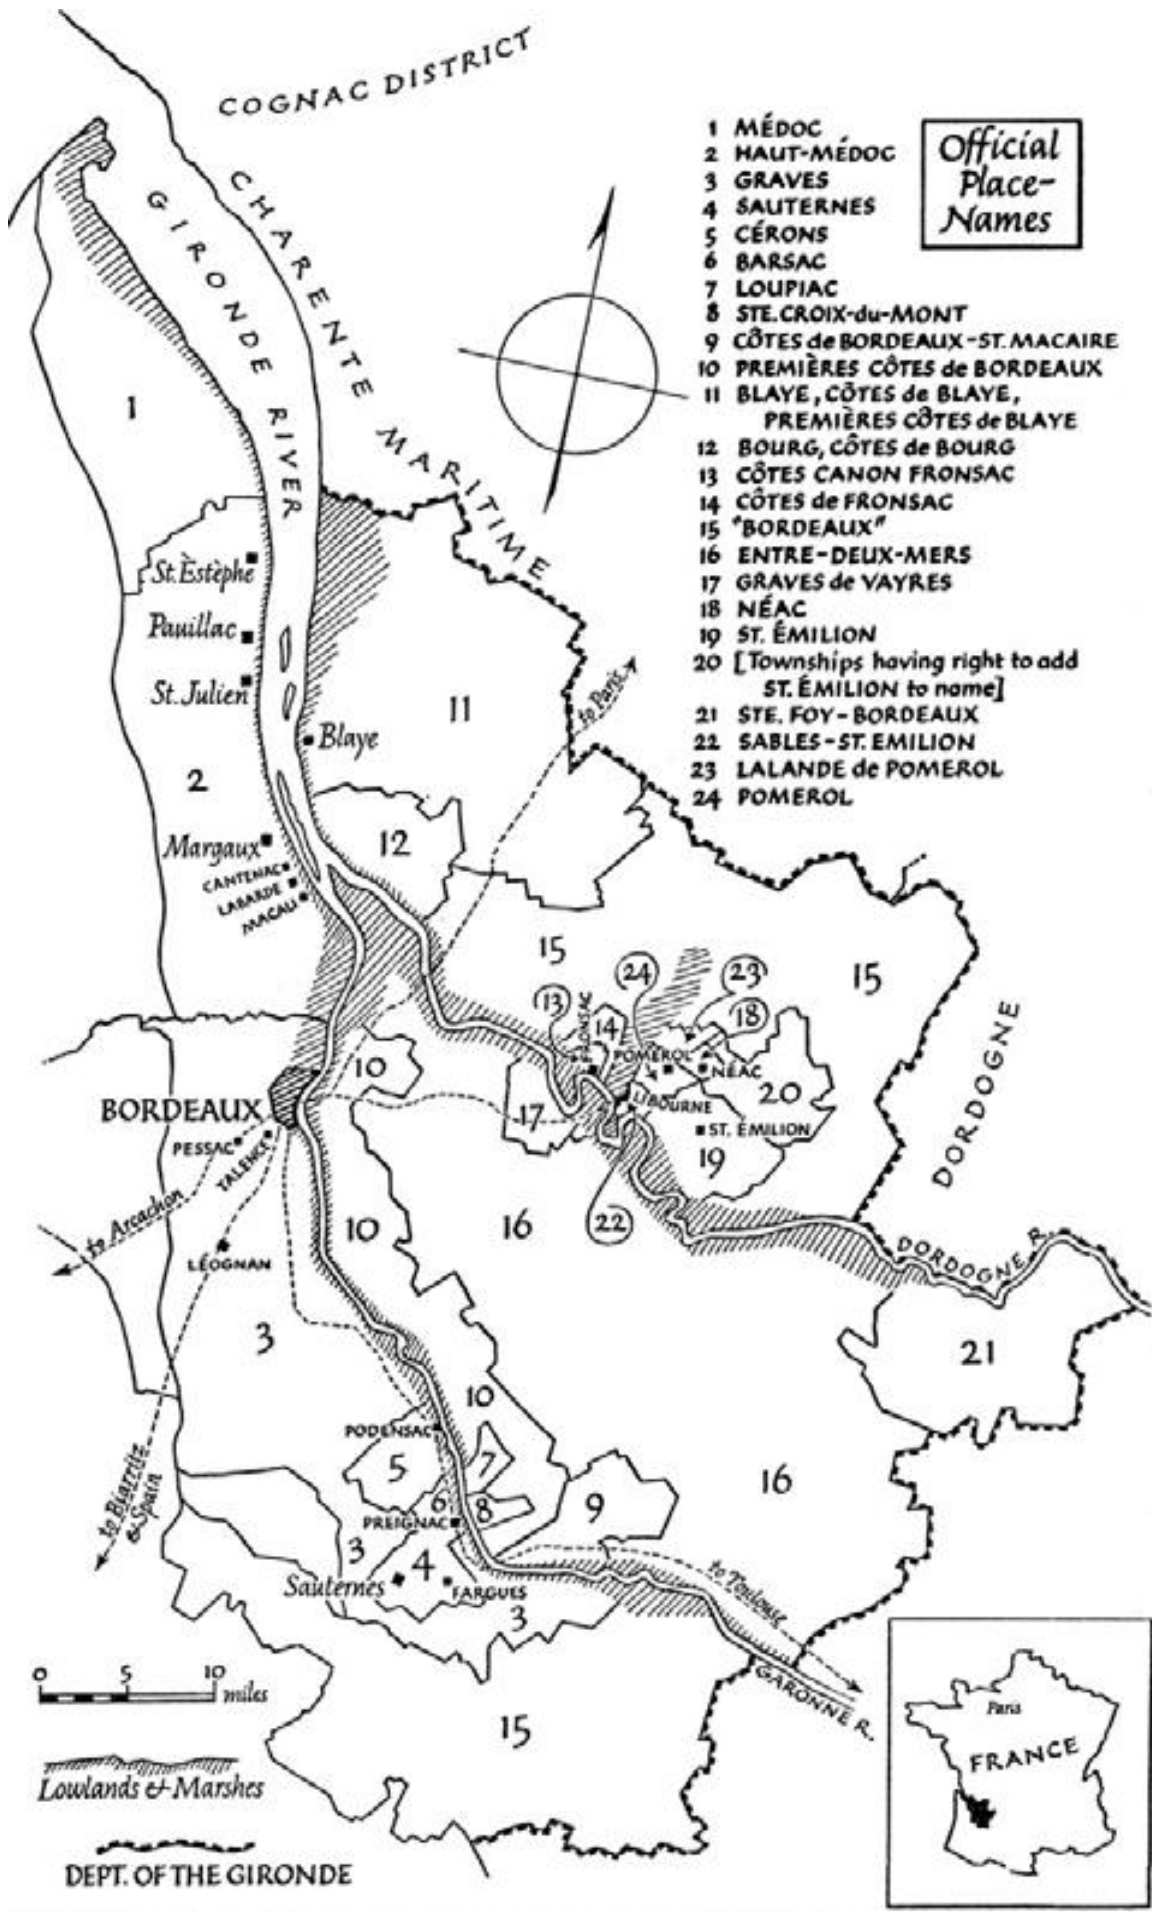 COGNAC DISTRICT
CHARENTE MARITIME
GIRONDE RIVER
Official
Place-
Names
1 MÉDOC
2 HAUT-MÉDOC
3 GRAVES
4 SAUTERNES
5 CÉRONS
6 BARSAC
7 LOUPIAC
8 STE. CROIX-du-MONT
9 CÔTES de BORDEAUX-ST. MACAIRE
10 PREMIÈRES CÔTES de BORDEAUX
11 BLAYE, CÔTES de BLAYE,
PREMIÈRES CÔTES de BLAYE
12 BOURG, CÔTES de BOURG
13 CÔTES CANON FRONSAC
14 CÔTES de FRONSAC
15 "BORDEAUX"
16 ENTRE-DEUX-MERS
17 GRAVES de VAYRES
18 NÉAC
19 ST. ÉMILION
20 [Townships having right to add
ST. ÉMILION to name]
21 STE. FOY-BORDEAUX
22 SABLES-ST. EMILION
23 LALANDE de POMEROL
24 POMEROL
1
St. Èstèphe
Pauillac
St. Julien
to Paris
11
Blaye
2
12
Margaux
CANTENAC
LABARDE
MACAU
15
24
23
15
13
FRONSAC
14
18
POMEROL
NÉAC
10
20
BORDEAUX
17
LIBOURNE
PESSAC
TALENCE
ST. ÉMILION
19
DORDOGNE
to Arcachon
10
16
22
LÉOGNAN
DORDOGNE R.
3
21
10
PODENSAC
5
7
16
to Biarritz
& Spain
6
8
9
PREIGNAC
3
4
Sauternes
FARGUES
3
to Toulouse
GARONNE R.
0 5 10
miles
15
Lowlands & Marshes
DEPT. OF THE GIRONDE
Paris
FRANCE